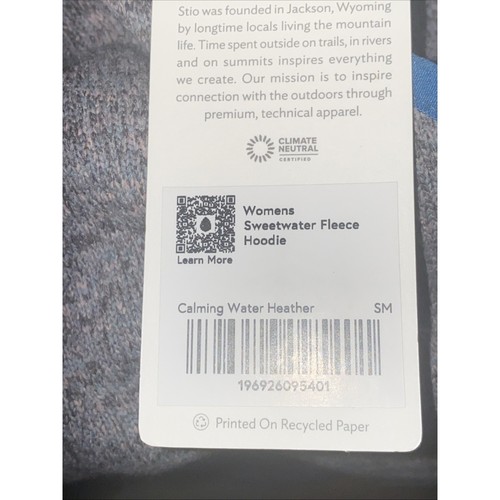 Stio was founded in Jackson, Wyoming
by longtime locals living the mountain
life. Time spent outside on trails, in rivers
and on summits inspires everything
we create. Our mission is to inspire
connection with the outdoors through
premium, technical apparel.
CLIMATE
NEUTRAL
CERTIFIED
Womens
Sweetwater Fleece
Hoodie
Learn More
Calming Water Heather SM
196926095401
Printed On Recycled Paper